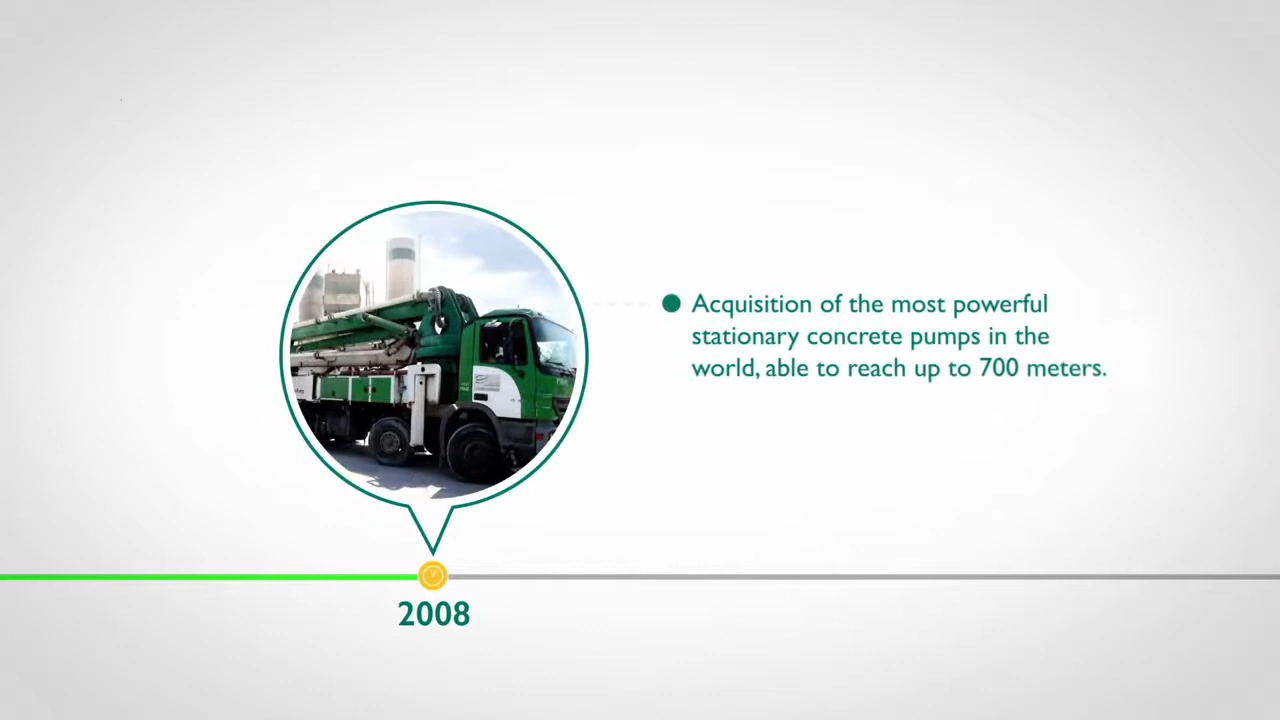 Acquisition of the most powerful
stationary concrete pumps in the
world, able to reach up to 700 meters.
2008